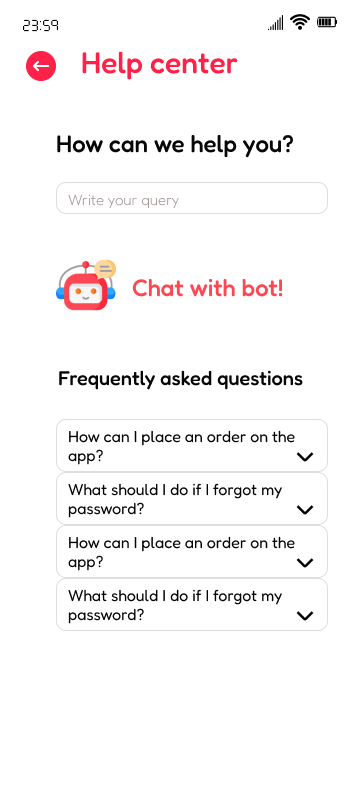 23:59
Help center
How can we help you?
Write your query
Chat with bot!
Frequently asked questions
How can I place an order on the
app?
What should I do if I forgot my
password?
How can I place an order on the
app?
What should I do if I forgot my
password?